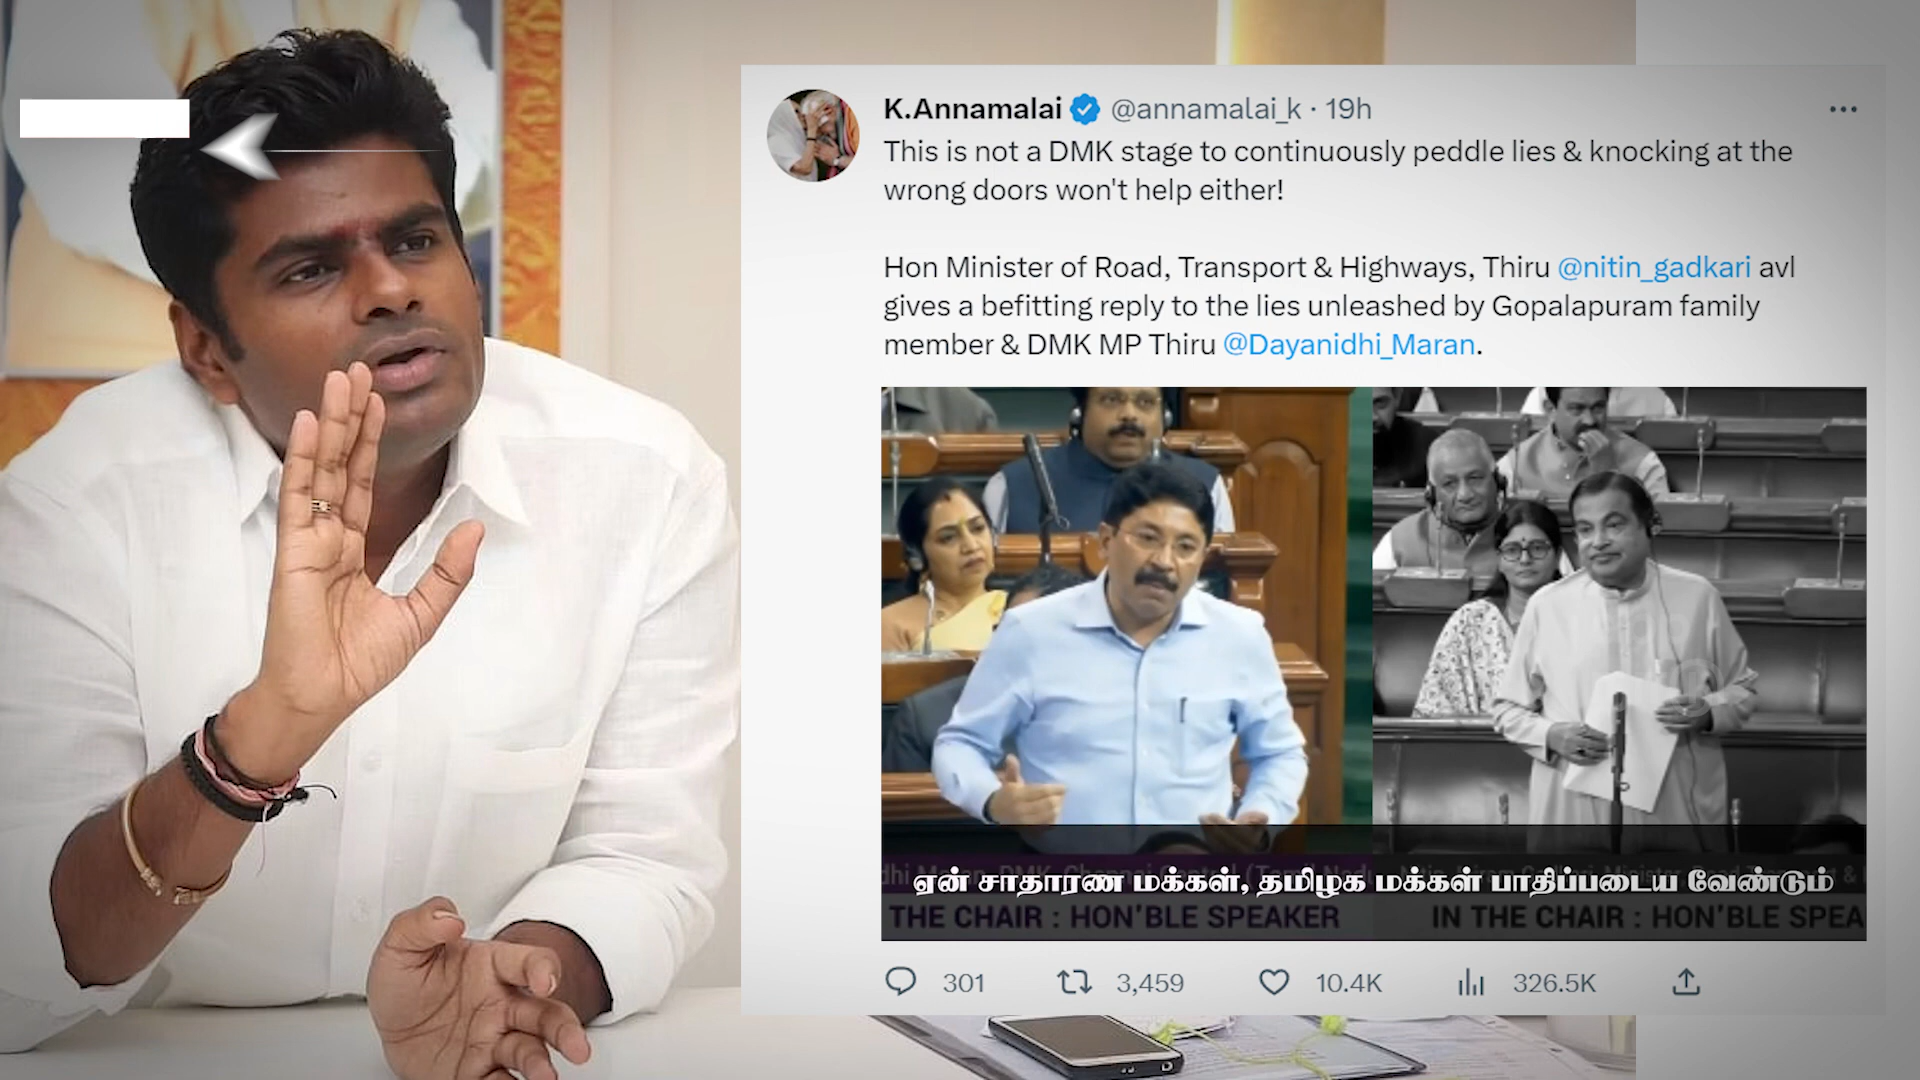 K.Annamalai @annamalai_k · 19h
This is not a DMK stage to continuously peddle lies & knocking at the
wrong doors won't help either!
Hon Minister of Road, Transport & Highways, Thiru @nitin_gadkari avl
gives a befitting reply to the lies unleashed by Gopalapuram family
member & DMK MP Thiru @Dayanidhi_Maran.
ஏன் சாதாரண மக்கள், தமிழக மக்கள் பாதிப்படைய வேண்டும்
THE CHAIR : HON'BLE SPEAKER IN THE CHAIR : HON'BLE SPEA
301 3,459 10.4K 326.5K